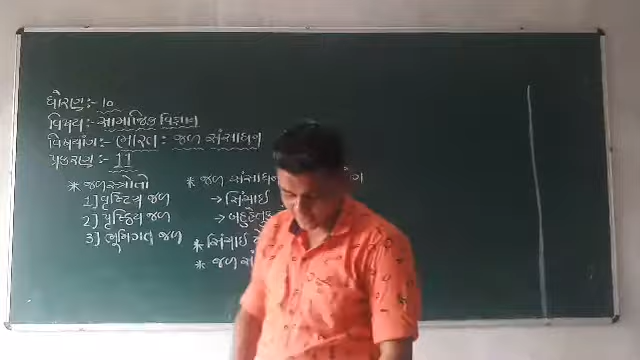 ધોરણ:- 10
વિષય:- સામાજિક વિજ્ઞાન
વિષયાંગ:- ભારત : જળ સંસાધન
પ્રકરણ:- 11
* જળસ્ત્રોતો
1] વૃષ્ટિય જળ
2] પૃષ્ઠિય જળ
3] ભૂમિગત જળ
* જળ સંસાધન
→ સિંચાઈ
→ બહુહેતુક
* સિંચાઈ
* જળ